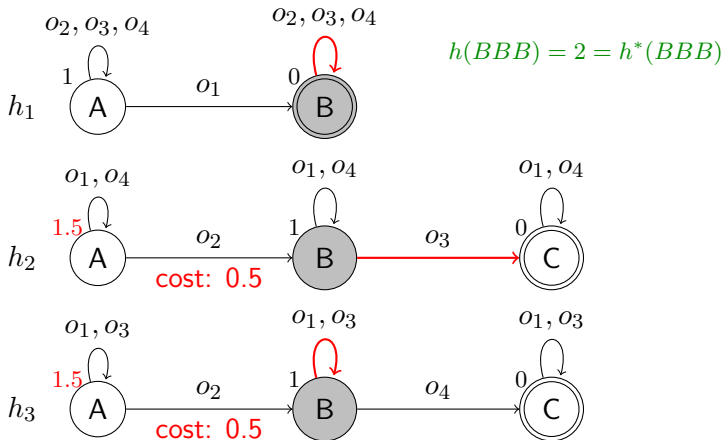 o₂, o₃, o₄ o₂, o₃, o₄ h(BBB) = 2 = h*(BBB)
1 0
h₁ A o₁ B
o₁, o₄ o₁, o₄ o₁, o₄
1.5 1 0
h₂ A o₂ B o₃ C
cost: 0.5
o₁, o₃ o₁, o₃ o₁, o₃
1.5 1 0
h₃ A o₂ B o₄ C
cost: 0.5